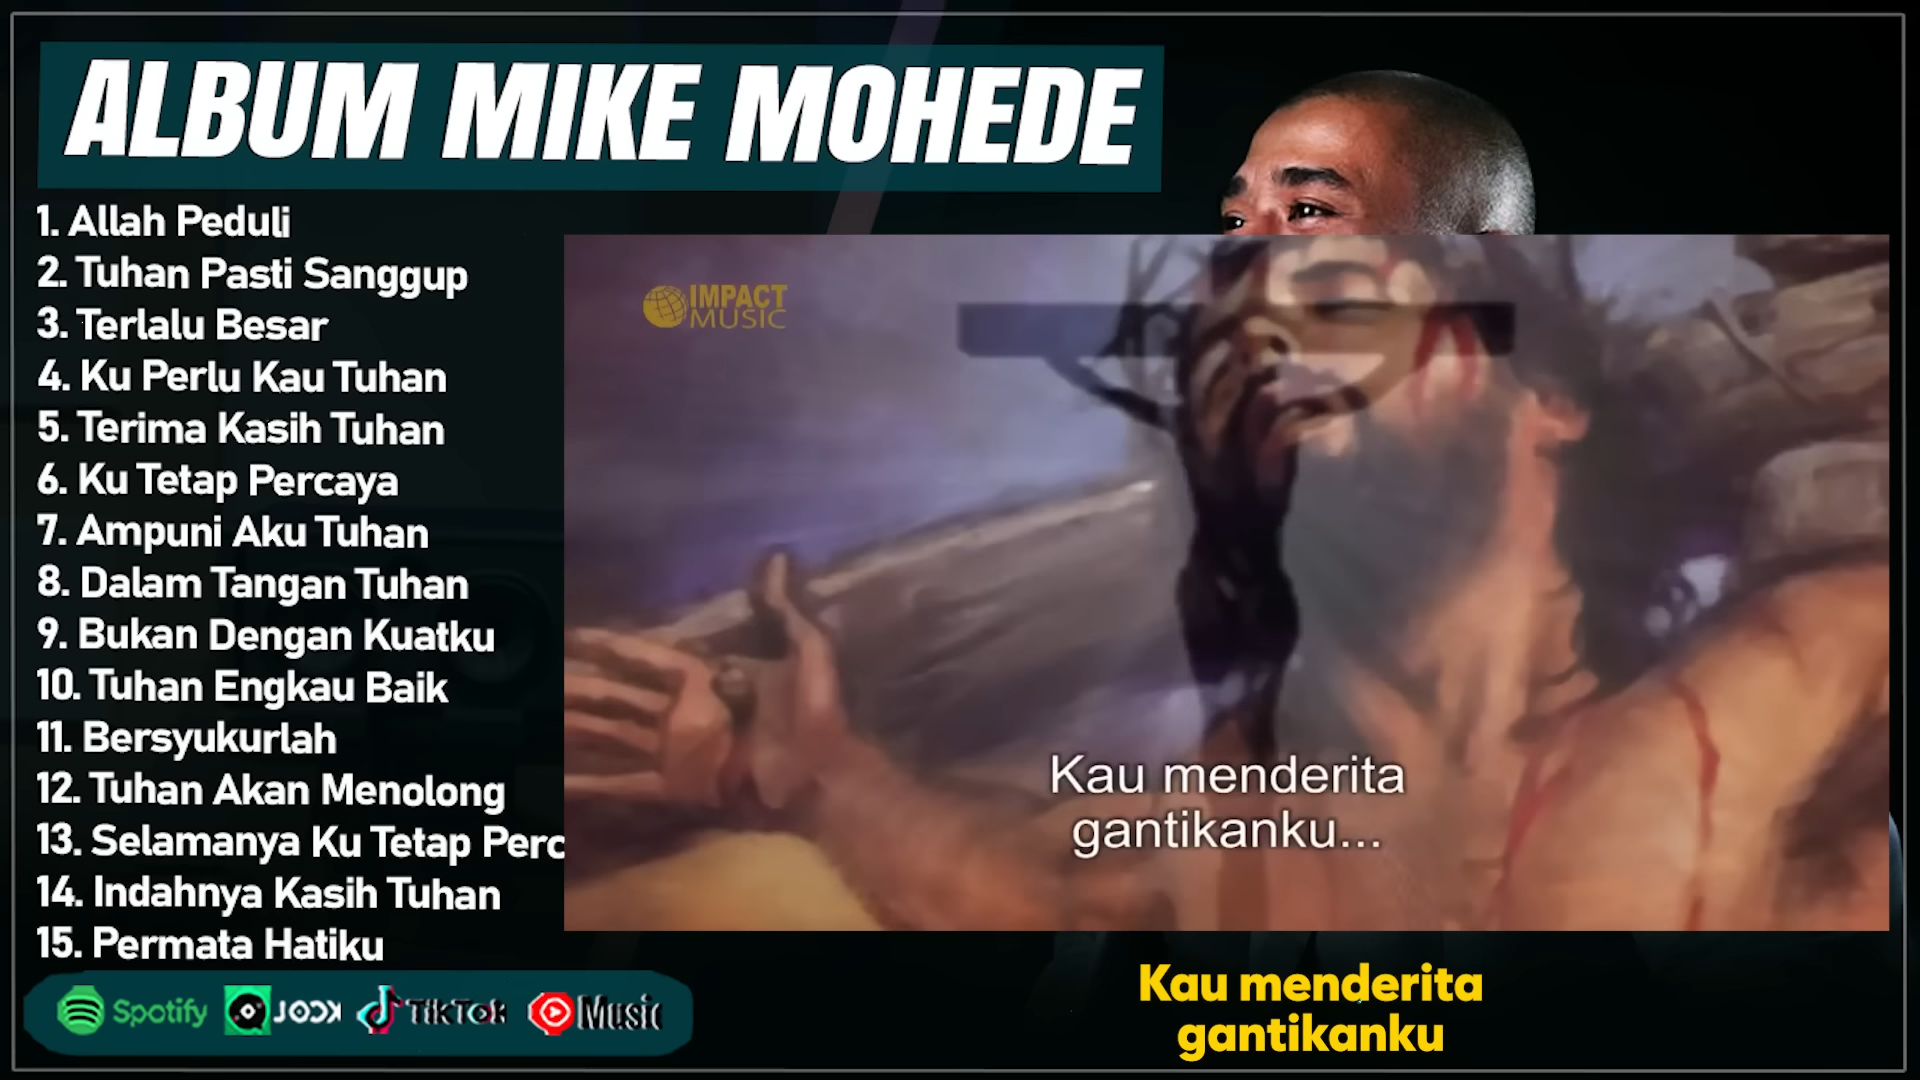 ALBUM MIKE MOHEDE
1. Allah Peduli
2. Tuhan Pasti Sanggup
3. Terlalu Besar
4. Ku Perlu Kau Tuhan
5. Terima Kasih Tuhan
6. Ku Tetap Percaya
7. Ampuni Aku Tuhan
8. Dalam Tangan Tuhan
9. Bukan Dengan Kuatku
10. Tuhan Engkau Baik
11. Bersyukurlah
12. Tuhan Akan Menolong
13. Selamanya Ku Tetap Perc
14. Indahnya Kasih Tuhan
15. Permata Hatiku
IMPACT
MUSIC
Kau menderita
gantikanku...
Spotify JOOX TikTok Music
Kau menderita
gantikanku